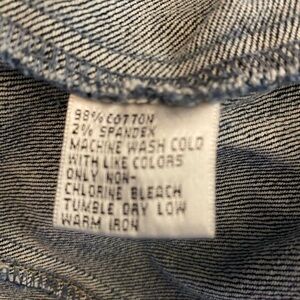 98% COTTON
2% SPANDEX
MACHINE WASH COLD
WITH LIKE COLORS
ONLY NON-
CHLORINE BLEACH
TUMBLE DRY LOW
WARM IRON